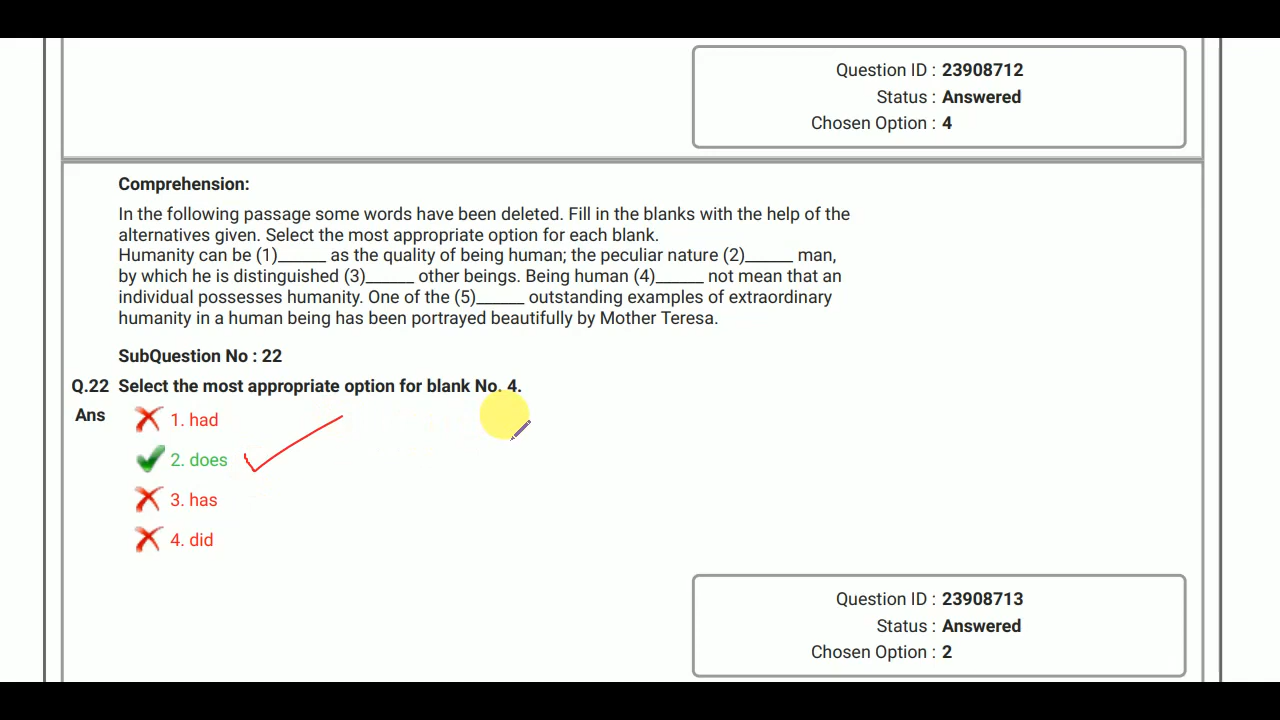 Question ID : 23908712
Status : Answered
Chosen Option : 4
Comprehension:
In the following passage some words have been deleted. Fill in the blanks with the help of the
alternatives given. Select the most appropriate option for each blank.
Humanity can be (1)______ as the quality of being human; the peculiar nature (2)______ man,
by which he is distinguished (3)______ other beings. Being human (4)______ not mean that an
individual possesses humanity. One of the (5)______ outstanding examples of extraordinary
humanity in a human being has been portrayed beautifully by Mother Teresa.
SubQuestion No : 22
Q.22 Select the most appropriate option for blank No. 4.
Ans 1. had
2. does
3. has
4. did
Question ID : 23908713
Status : Answered
Chosen Option : 2